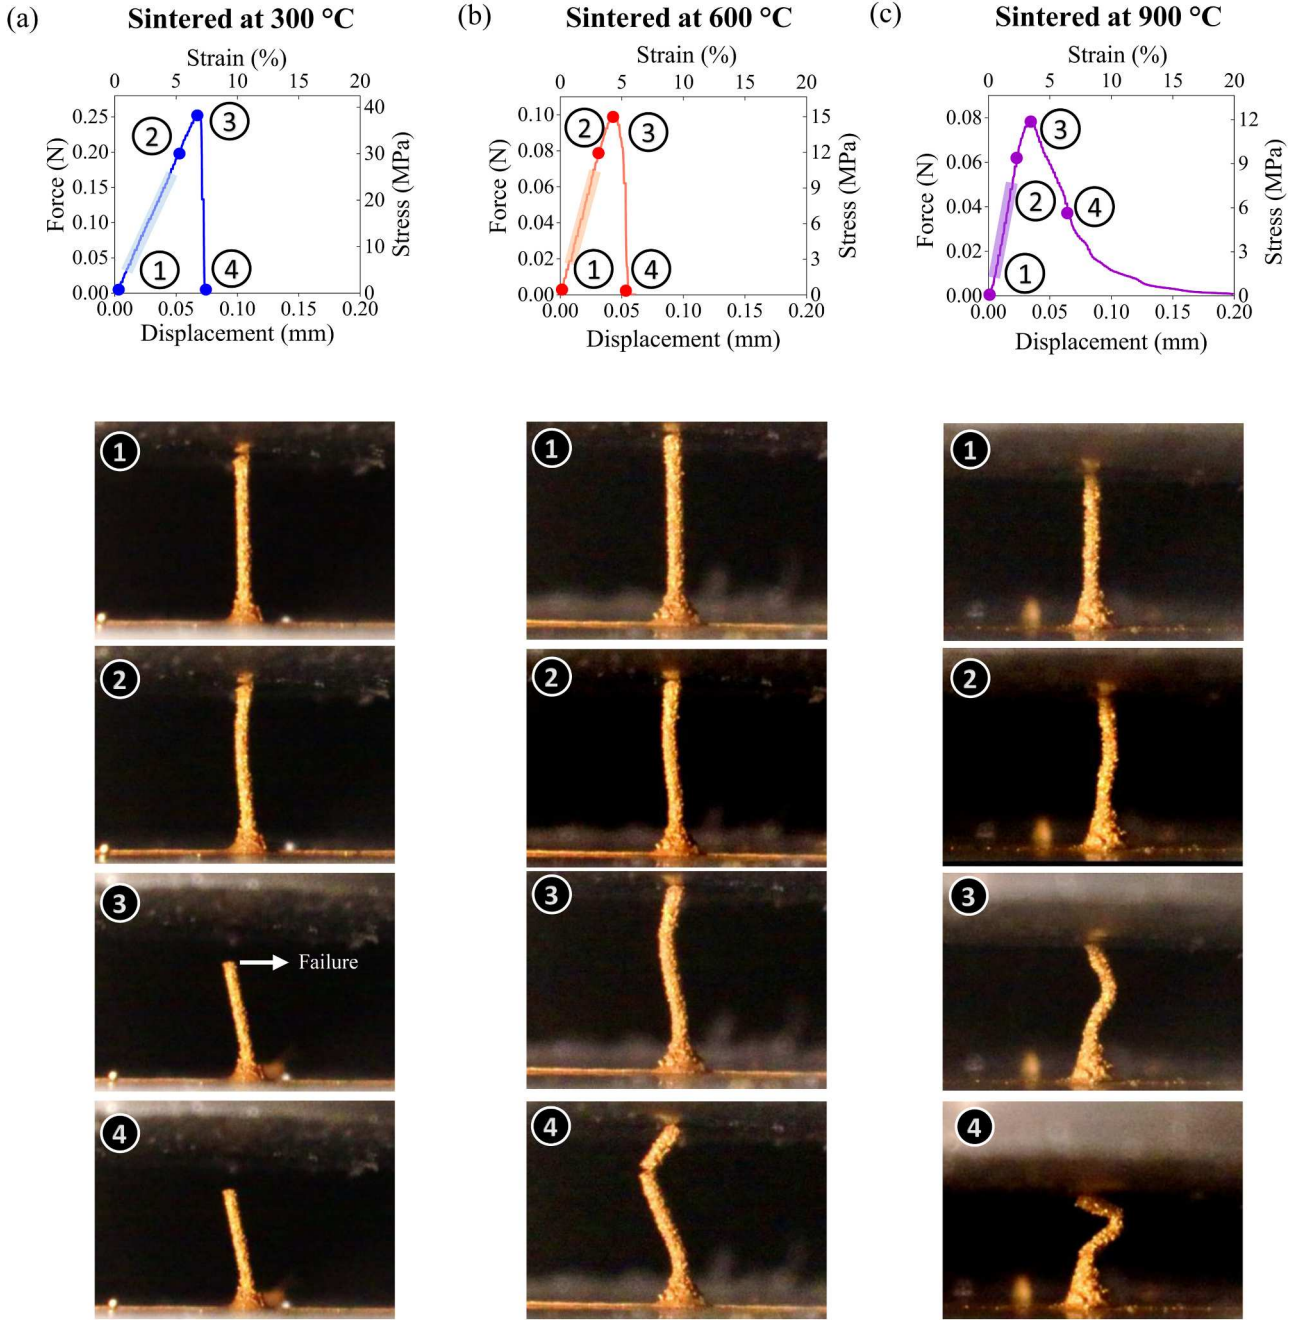 (a) Sintered at 300 °C
Strain (%)
0 5 10 15 20
Force (N)
0.25
0.20
0.15
0.10
0.05
0.00
40
30
20
10
0
Stress (MPa)
1
2
3
4
0.00 0.05 0.10 0.15 0.20
Displacement (mm)
(b) Sintered at 600 °C
Strain (%)
0 5 10 15 20
Force (N)
0.10
0.08
0.06
0.04
0.02
0.00
15
12
9
6
3
0
Stress (MPa)
1
2
3
4
0.00 0.05 0.10 0.15 0.20
Displacement (mm)
(c) Sintered at 900 °C
Strain (%)
0 5 10 15 20
Force (N)
0.08
0.06
0.04
0.02
0.00
12
9
6
3
0
Stress (MPa)
1
2
3
4
0.00 0.05 0.10 0.15 0.20
Displacement (mm)
1
2
3
Failure
4
1
2
3
4
1
2
3
4